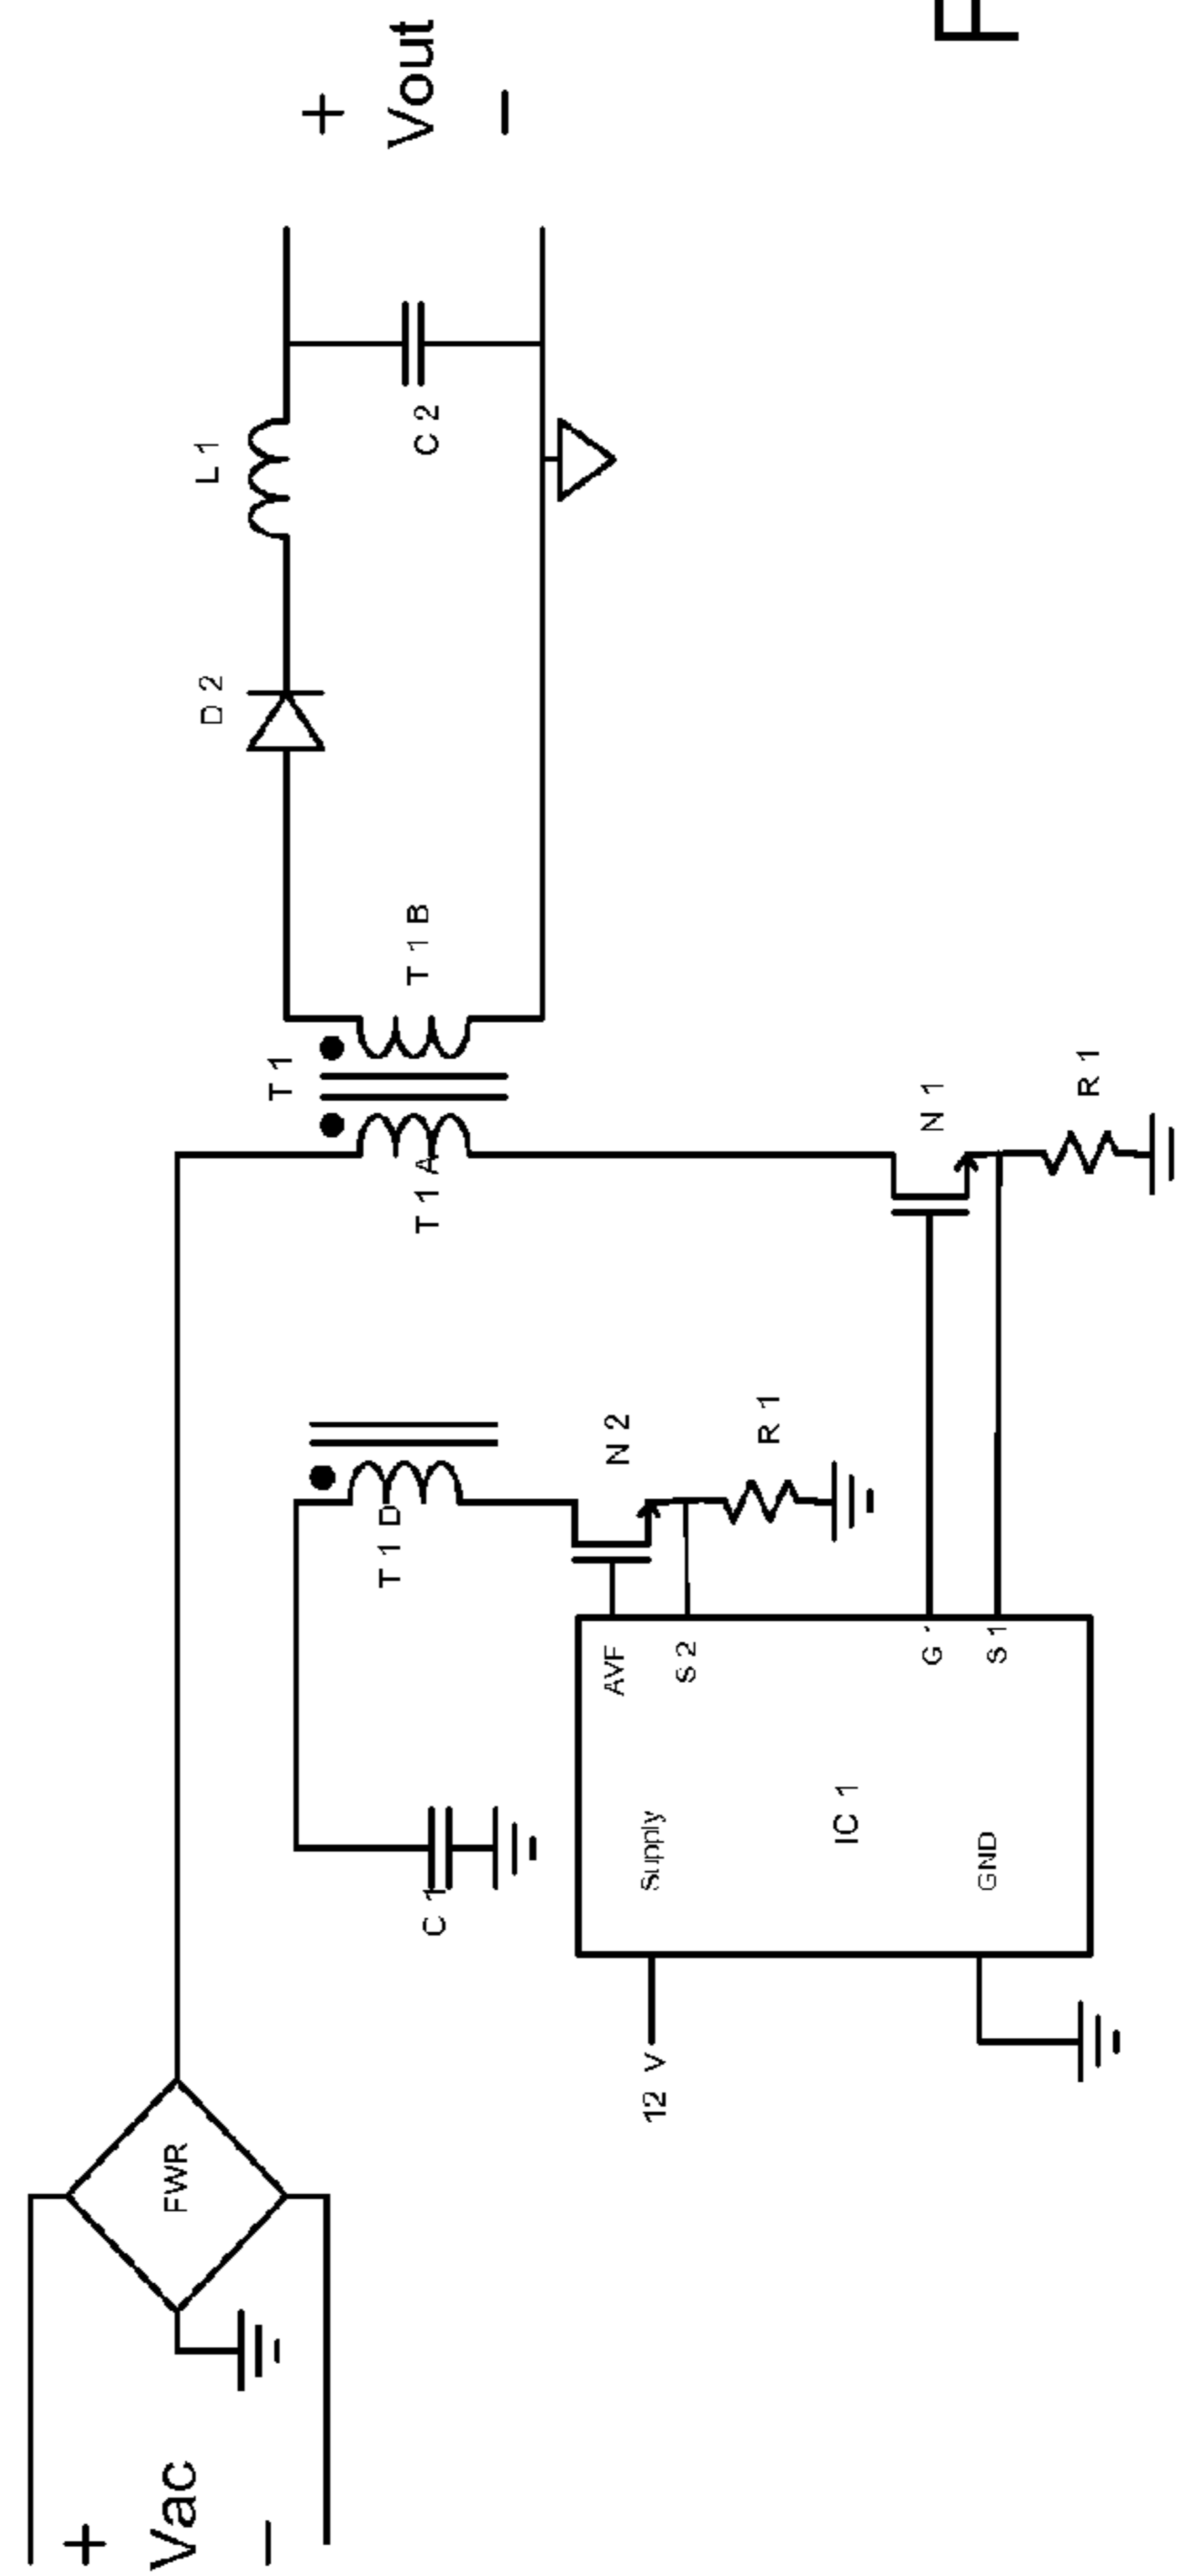 +
Vac
−
FWR
C 1
T 1 D
T 1
T 1 A
T 1 B
D 2
L 1
C 2
+
Vout
−
N 2
R 1
12 V
Supply
AVF
S 2
IC 1
GND
G
S 1
N 1
R 1